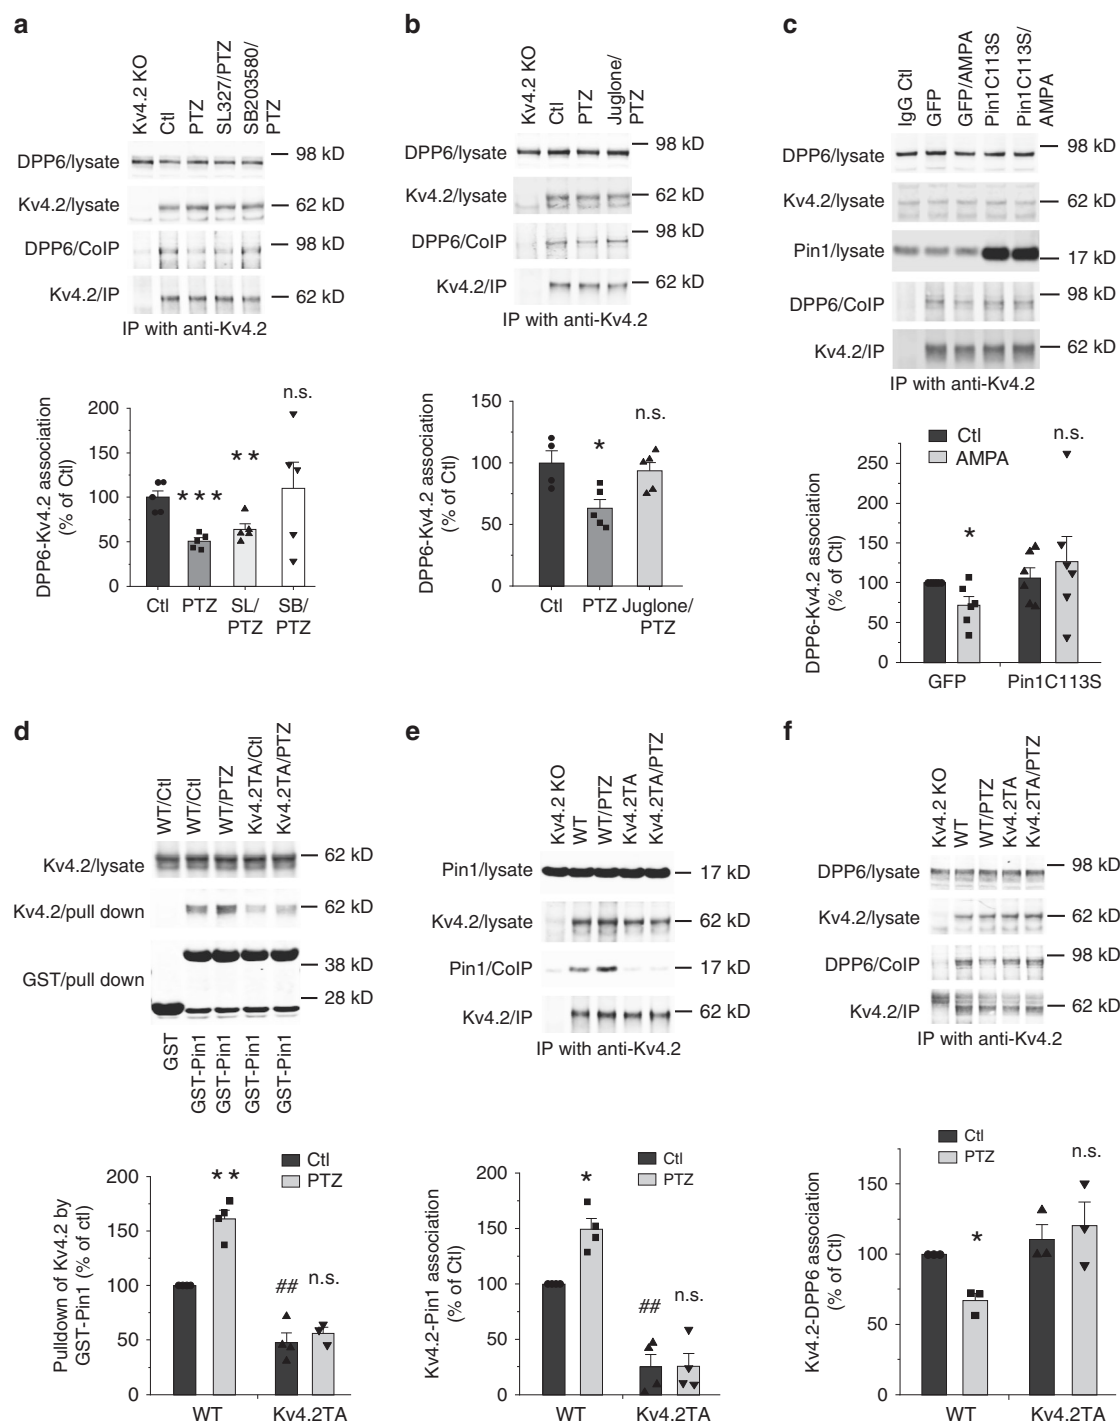 a
Kv4.2 KO
Ctl
PTZ
SL327/PTZ
SB203580/
PTZ
DPP6/lysate
98 kD
Kv4.2/lysate
62 kD
DPP6/CoIP
98 kD
Kv4.2/IP
62 kD
IP with anti-Kv4.2
DPP6-Kv4.2 association
(% of Ctl)
200
150
100
50
0
***
**
n.s.
Ctl
PTZ
SL/
PTZ
SB/
PTZ
b
Kv4.2 KO
Ctl
PTZ
Juglone/
PTZ
DPP6/lysate
98 kD
Kv4.2/lysate
62 kD
DPP6/CoIP
98 kD
Kv4.2/IP
62 kD
IP with anti-Kv4.2
DPP6-Kv4.2 association
(% of Ctl)
150
100
50
0
*
n.s.
Ctl
PTZ
Juglone/
PTZ
c
IgG Ctl
GFP
GFP/AMPA
Pin1C113S
Pin1C113S/
AMPA
DPP6/lysate
98 kD
Kv4.2/lysate
62 kD
Pin1/lysate
17 kD
DPP6/CoIP
98 kD
Kv4.2/IP
62 kD
IP with anti-Kv4.2
Ctl
AMPA
DPP6-Kv4.2 association
(% of Ctl)
250
200
150
100
50
0
*
n.s.
GFP
Pin1C113S
d
WT/Ctl
WT/Ctl
WT/PTZ
Kv4.2TA/Ctl
Kv4.2TA/PTZ
Kv4.2/lysate
62 kD
Kv4.2/pull down
62 kD
GST/pull down
38 kD
28 kD
GST
GST-Pin1
GST-Pin1
GST-Pin1
GST-Pin1
Ctl
PTZ
Pulldown of Kv4.2 by
GST-Pin1 (% of ctl)
200
150
100
50
0
**
##
n.s.
WT
Kv4.2TA
e
Kv4.2 KO
WT
WT/PTZ
Kv4.2TA
Kv4.2TA/PTZ
Pin1/lysate
17 kD
Kv4.2/lysate
62 kD
Pin1/CoIP
17 kD
Kv4.2/IP
62 kD
IP with anti-Kv4.2
Ctl
PTZ
Kv4.2-Pin1 association
(% of Ctl)
200
150
100
50
0
*
##
n.s.
WT
Kv4.2TA
f
Kv4.2 KO
WT
WT/PTZ
Kv4.2TA
Kv4.2TA/PTZ
DPP6/lysate
98 kD
Kv4.2/lysate
62 kD
DPP6/CoIP
98 kD
Kv4.2/IP
62 kD
IP with anti-Kv4.2
Ctl
PTZ
Kv4.2-DPP6 association
(% of Ctl)
150
100
50
0
*
n.s.
WT
Kv4.2TA